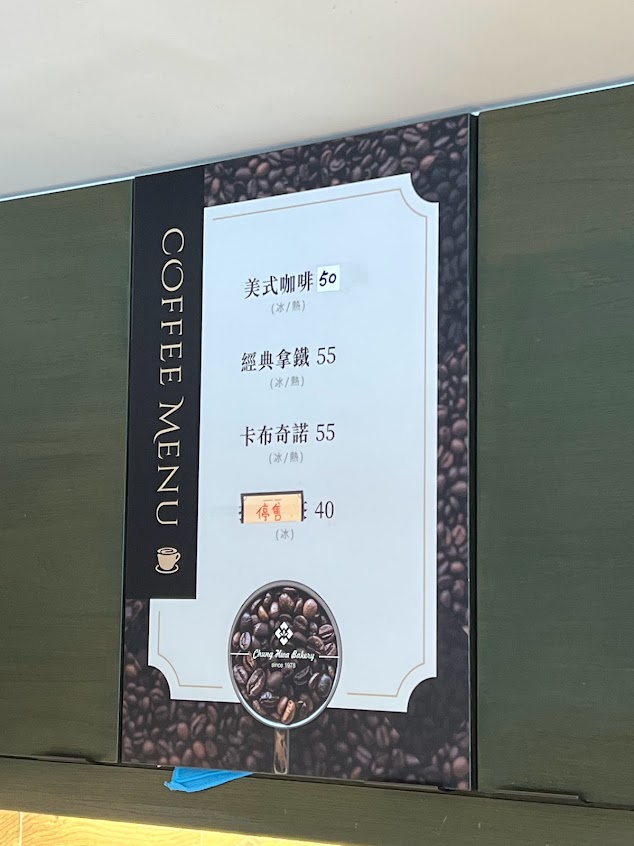 COFFEE MENU
美式咖啡 50
(冰/熱)
經典拿鐵 55
(冰/熱)
卡布奇諾 55
(冰/熱)
停售 40
(冰)
Chung Hwa Bakery
since 1978